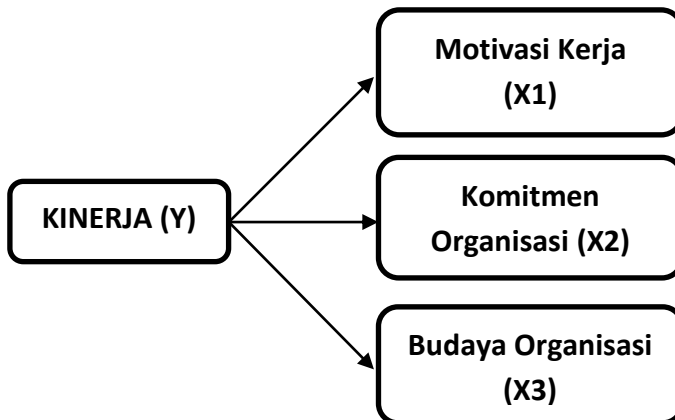 Motivasi Kerja
(X1)
KINERJA (Y)
Komitmen
Organisasi (X2)
Budaya Organisasi
(X3)